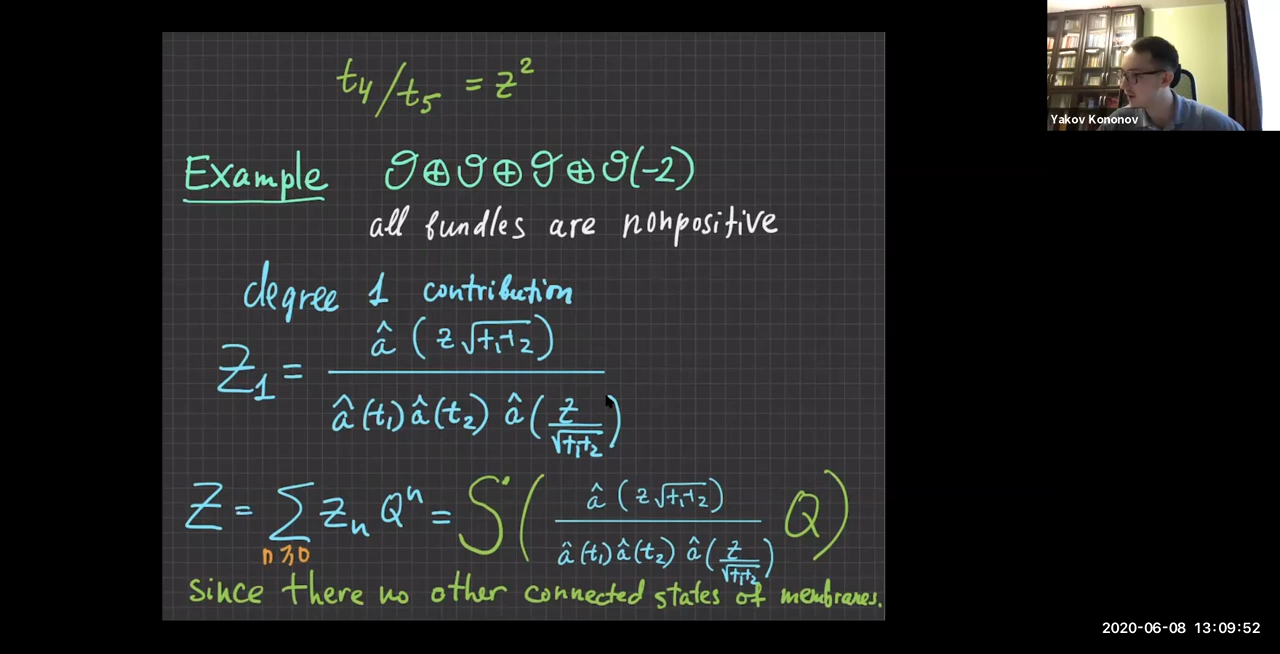 t₄/t₅ = z²
Example 𝒪⊕𝒪⊕𝒪⊕𝒪(-2)
all bundles are nonpositive
degree 1 contribution
Z₁ = â(z√t₁t₂) / â(t₁)â(t₂) â(z/√t₁t₂)
Z = ∑_{n≥0} Zₙ Qⁿ = S^•( â(z√t₁t₂) / â(t₁)â(t₂) â(z/√t₁t₂) Q )
since there no other connected states of membranes.
Yakov Kononov
2020-06-08 13:09:52